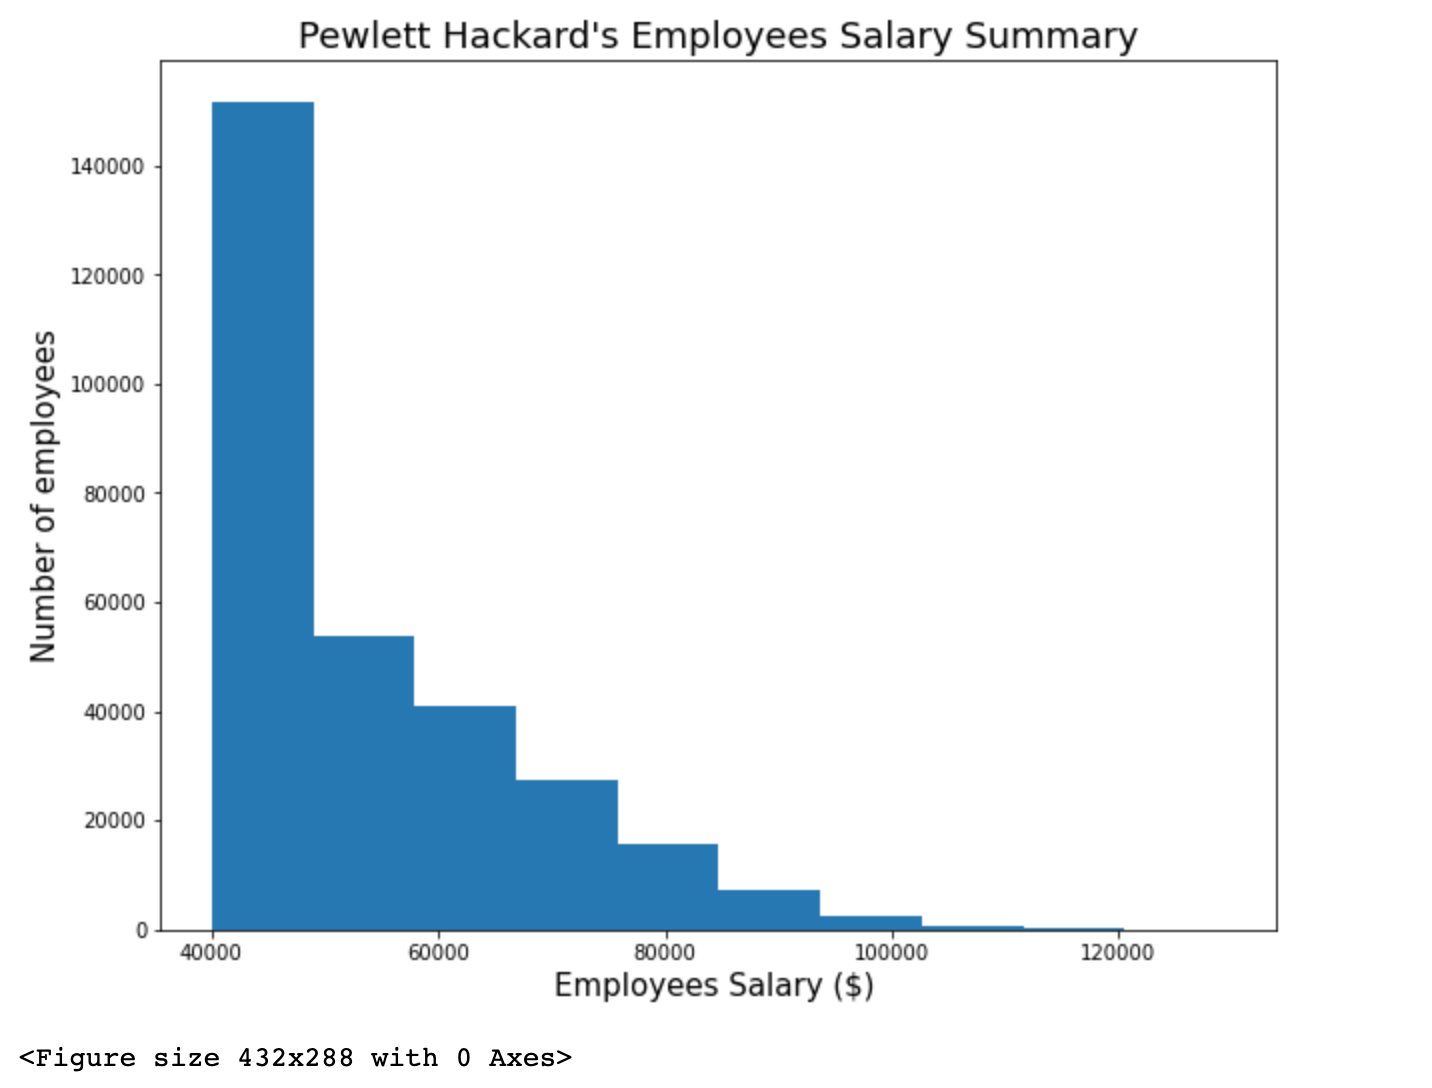 Pewlett Hackard's Employees Salary Summary
Number of employees
140000
120000
100000
80000
60000
40000
20000
0
40000 60000 80000 100000 120000
Employees Salary ($)
<Figure size 432x288 with 0 Axes>